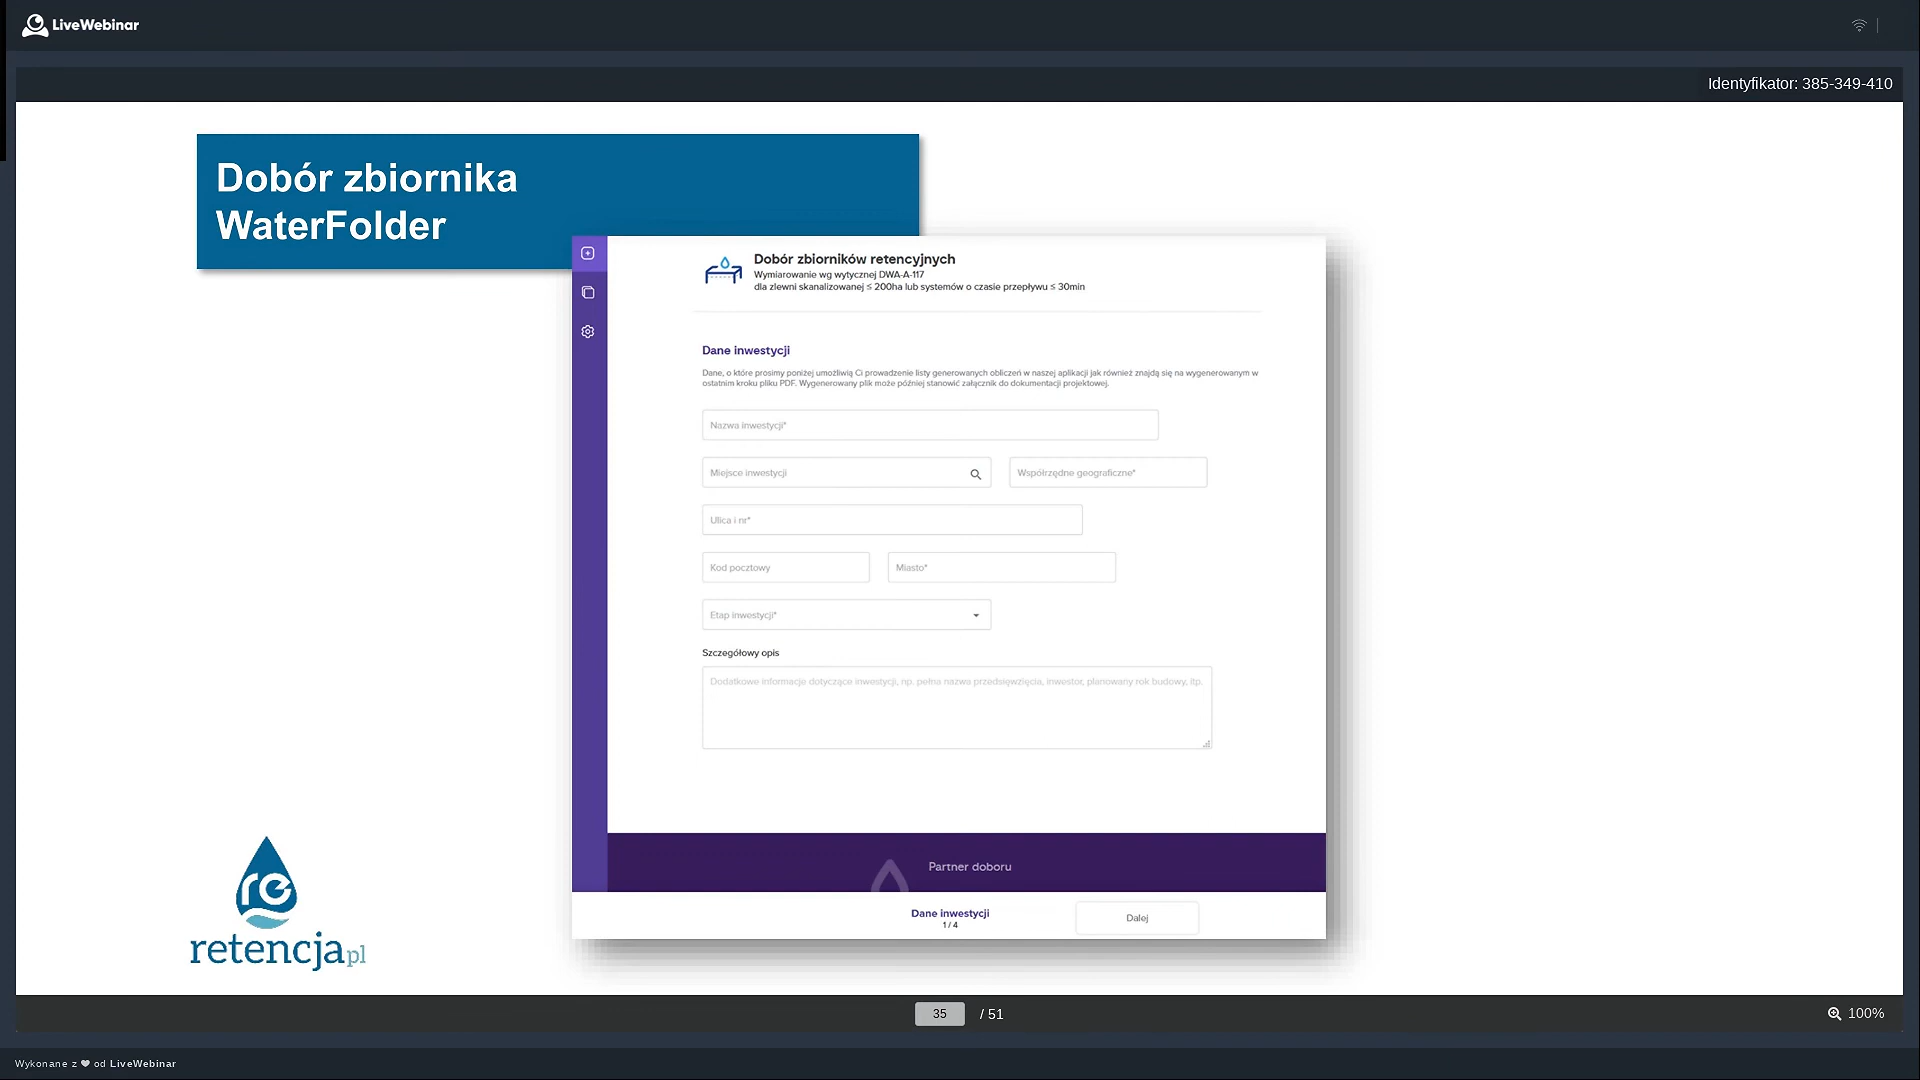 LiveWebinar
Identyfikator: 385-349-410
Dobór zbiornika
WaterFolder
Dobór zbiorników retencyjnych
Wymiarowanie wg wytycznej DWA-A-117
dla zlewni skanalizowanej ≤ 200ha lub systemów o czasie przepływu ≤ 30min
Dane inwestycji
Dane, o które prosimy poniżej umożliwią Ci prowadzenie listy generowanych obliczeń w naszej aplikacji jak również znajdą się na wygenerowanym w
ostatnim kroku pliku PDF. Wygenerowany plik może później stanowić załącznik do dokumentacji projektowej.
Nazwa inwestycji*
Miejsce inwestycji
Współrzędne geograficzne*
Ulica i nr*
Kod pocztowy
Miasto*
Etap inwestycji*
Szczegółowy opis
Dodatkowe informacje dotyczące inwestycji, np. pełna nazwa przedsięwzięcia, inwestor, planowany rok budowy, itp.
Partner doboru
Dane inwestycji
1 / 4
Dalej
re
retencja.pl
35 / 51
100%
Wykonane z ❤ od LiveWebinar